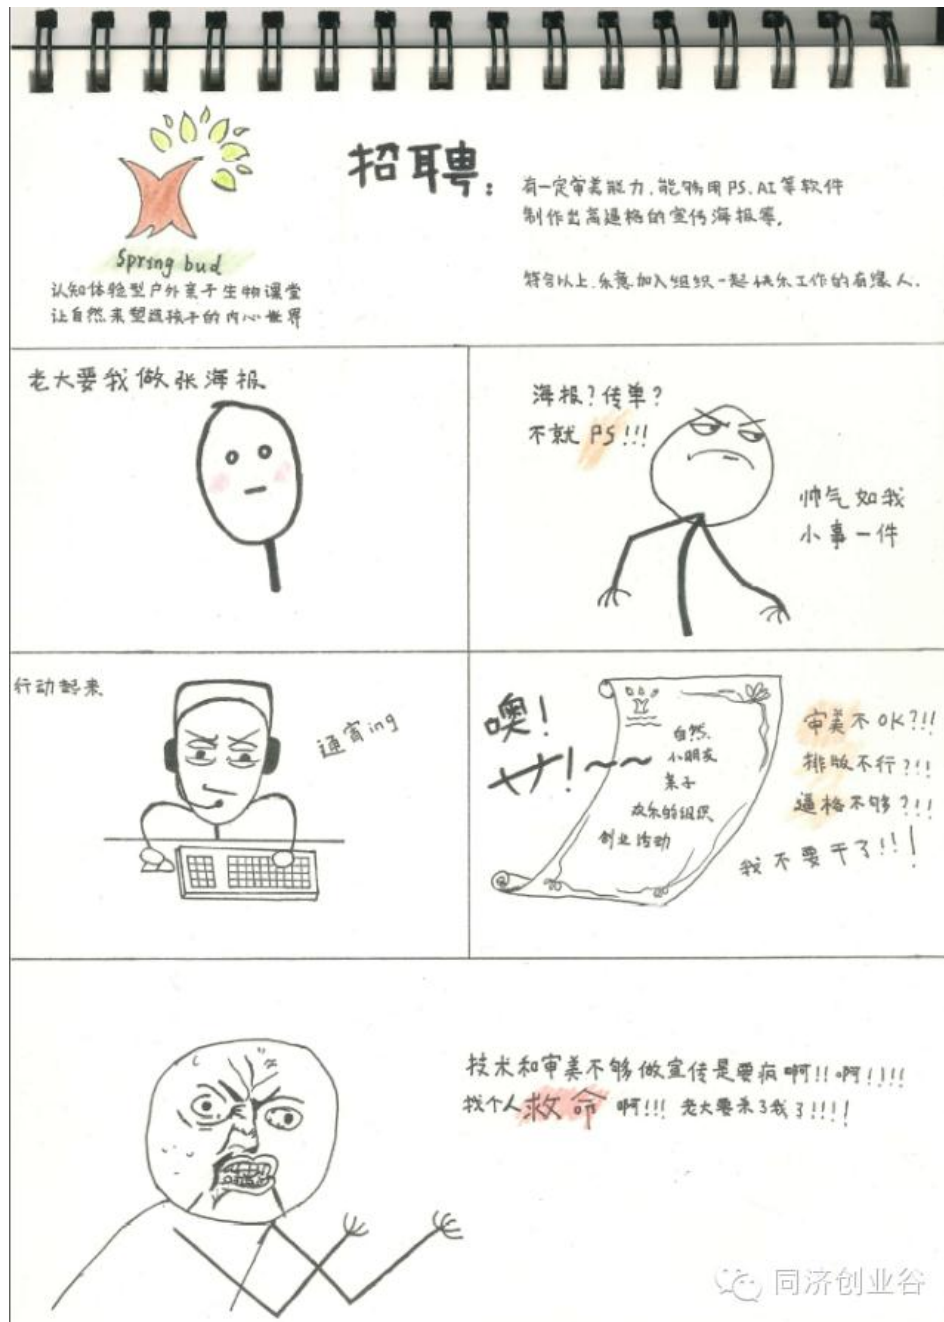 招聘：
有一定审美能力，能够用PS、AI等软件
制作出高逼格的宣传海报等。
符合以上，乐意加入组织一起快乐工作的有缘人.
Spring bud
认知体验型户外亲子生物课堂
让自然来塑造孩子的内心世界
老大要我做张海报
海报？传单？
不就PS!!!
帅气如我
小事一件
行动起来
通宵ing
噢！
艹！～～
自然.
小朋友
亲子
欢乐的组织
创业活动
审美不OK?!!
排版不行?!!
逼格不够?!!
我不要干了!!!
技术和审美不够做宣传是要疯啊!!啊!!!!
找个人救命啊!!! 老大要杀了我了!!!!
同济创业谷